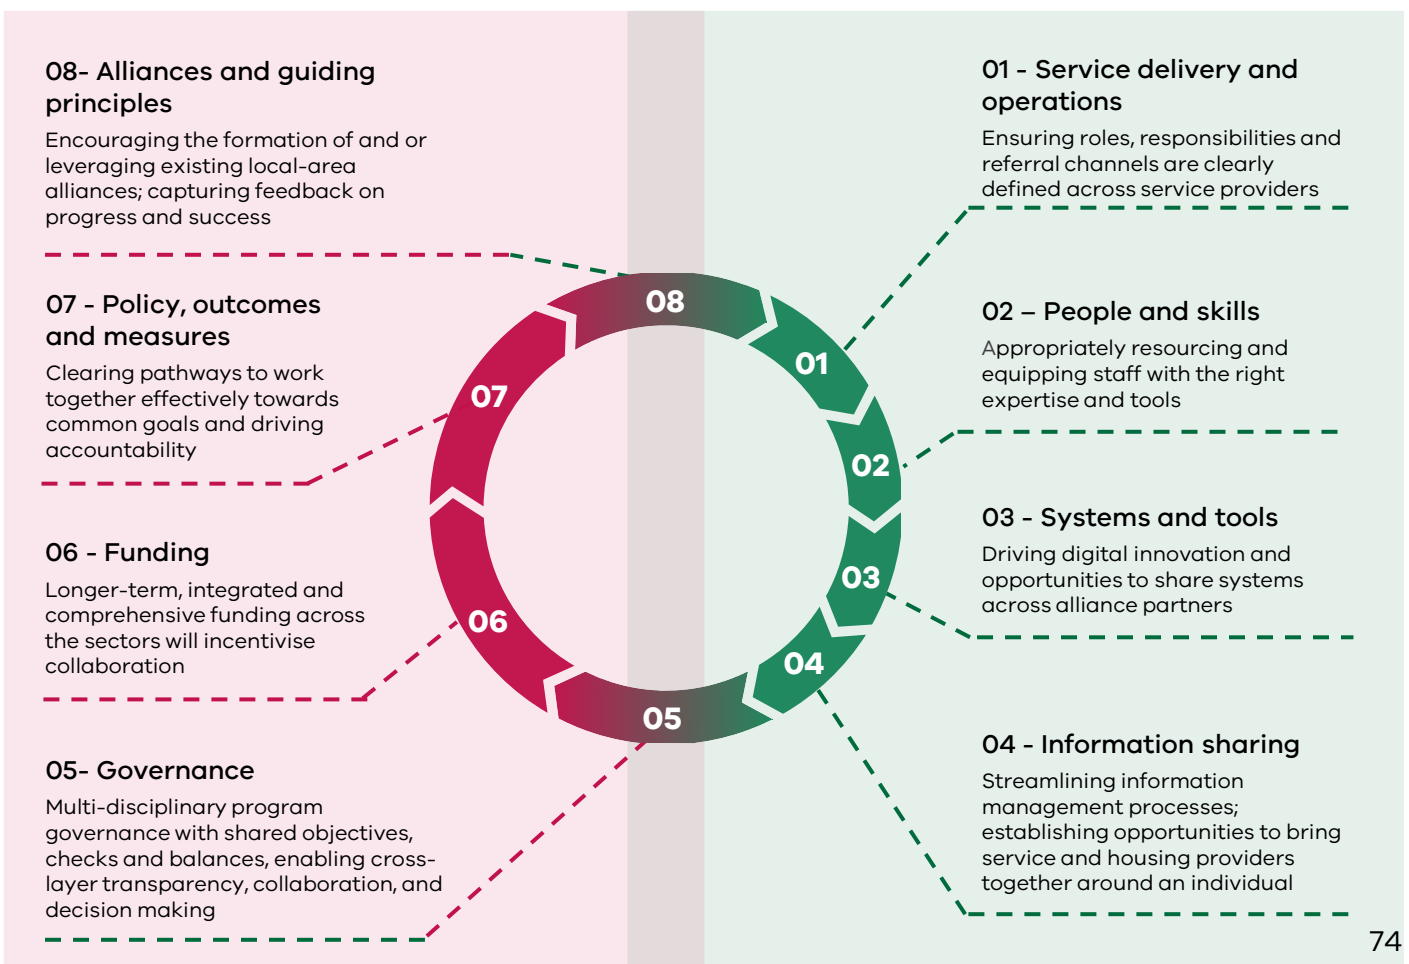 08- Alliances and guiding
principles
Encouraging the formation of and or
leveraging existing local-area
alliances; capturing feedback on
progress and success
07 - Policy, outcomes
and measures
Clearing pathways to work
together effectively towards
common goals and driving
accountability
06 - Funding
Longer-term, integrated and
comprehensive funding across
the sectors will incentivise
collaboration
05- Governance
Multi-disciplinary program
governance with shared objectives,
checks and balances, enabling cross-
layer transparency, collaboration, and
decision making
08
01
02
03
04
05
06
07
01 - Service delivery and
operations
Ensuring roles, responsibilities and
referral channels are clearly
defined across service providers
02 – People and skills
Appropriately resourcing and
equipping staff with the right
expertise and tools
03 - Systems and tools
Driving digital innovation and
opportunities to share systems
across alliance partners
04 - Information sharing
Streamlining information
management processes;
establishing opportunities to bring
service and housing providers
together around an individual
74